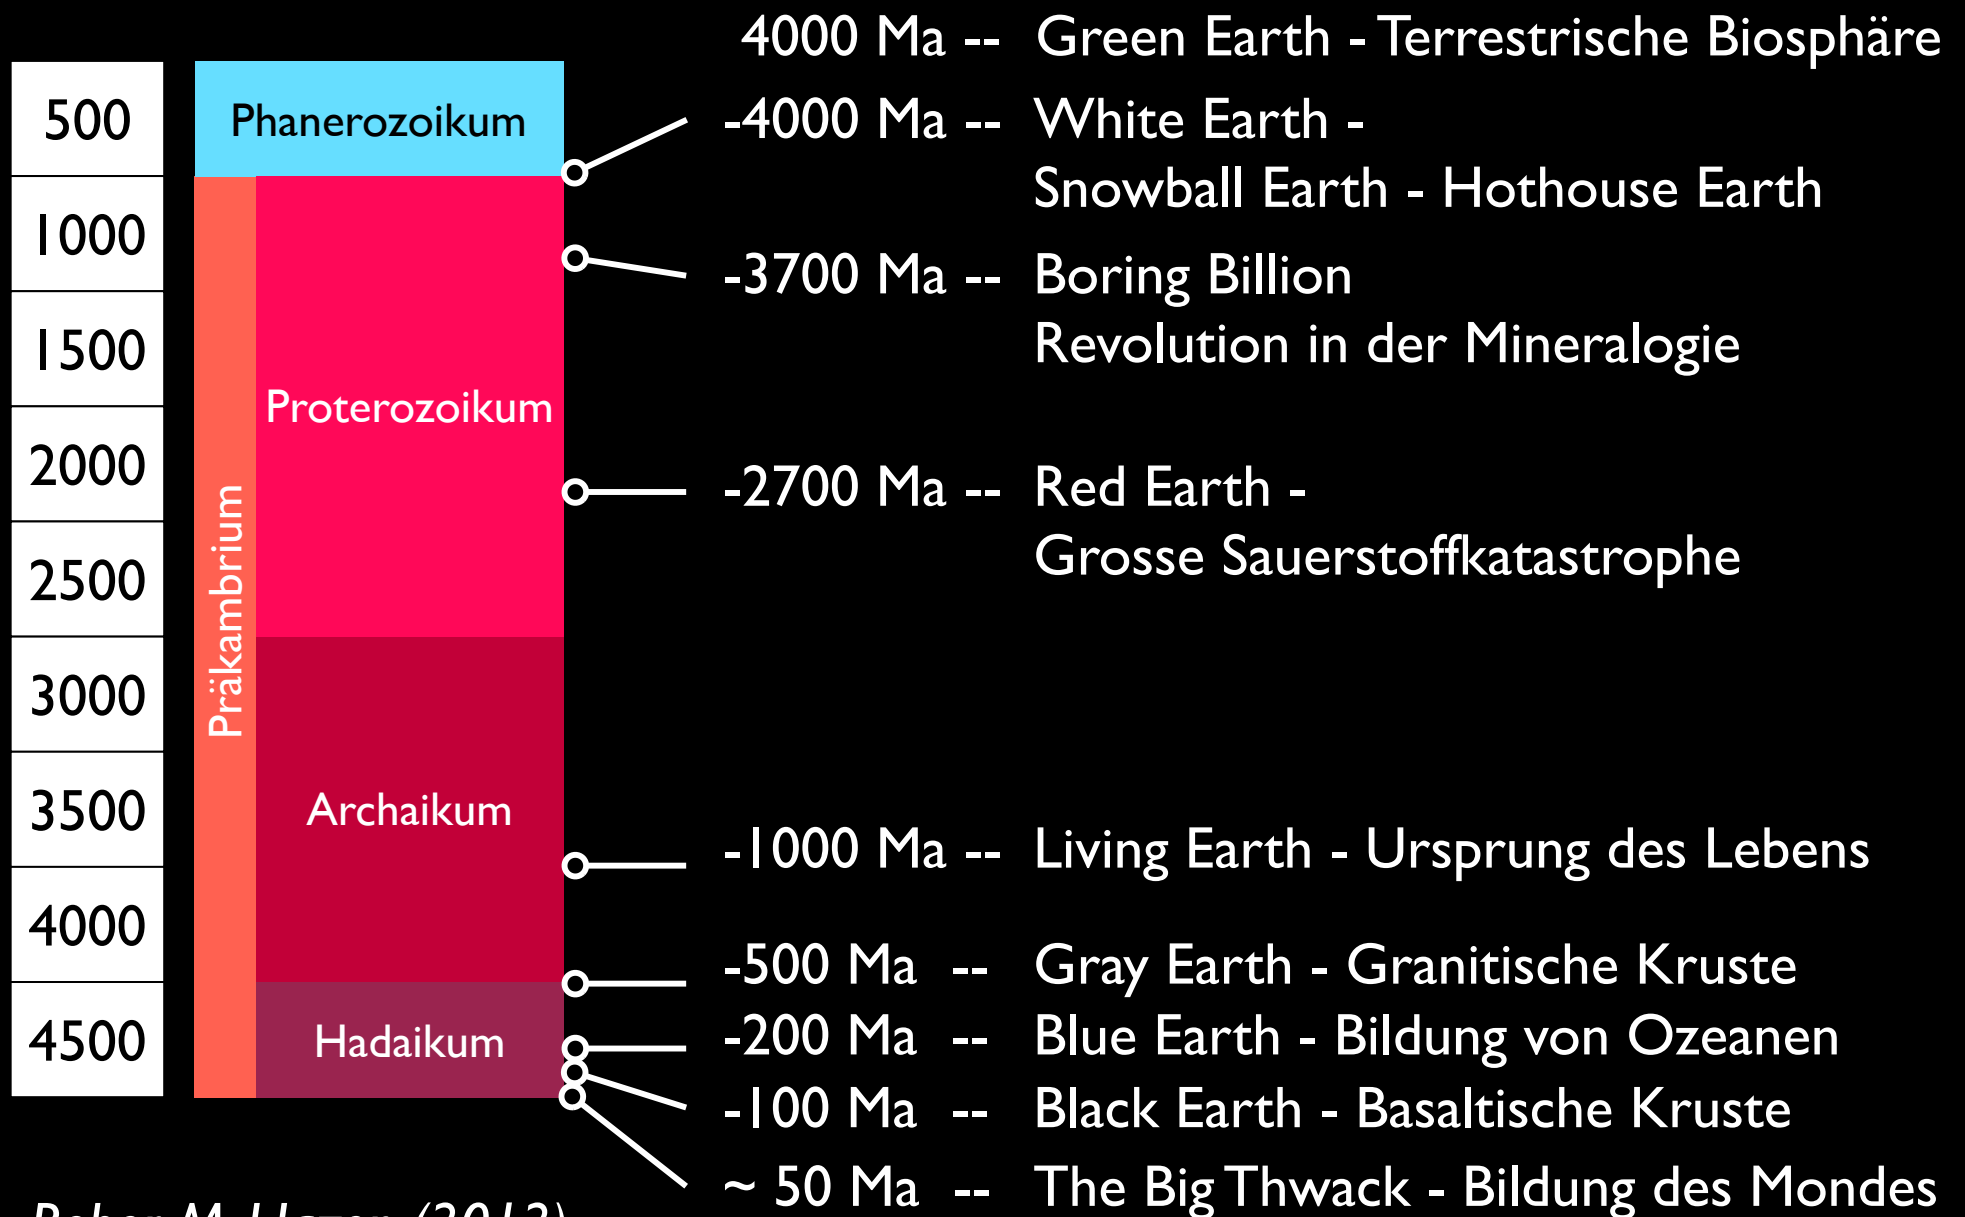 500
1000
1500
2000
2500
3000
3500
4000
4500
Phanerozoikum
Präkambrium
Proterozoikum
Archaikum
Hadaikum
4000 Ma -- Green Earth - Terrestrische Biosphäre
-4000 Ma -- White Earth -
Snowball Earth - Hothouse Earth
-3700 Ma -- Boring Billion
Revolution in der Mineralogie
-2700 Ma -- Red Earth -
Grosse Sauerstoffkatastrophe
-1000 Ma -- Living Earth - Ursprung des Lebens
-500 Ma -- Gray Earth - Granitische Kruste
-200 Ma -- Blue Earth - Bildung von Ozeanen
-100 Ma -- Black Earth - Basaltische Kruste
~ 50 Ma -- The Big Thwack - Bildung des Mondes
M. Hazen (2012)